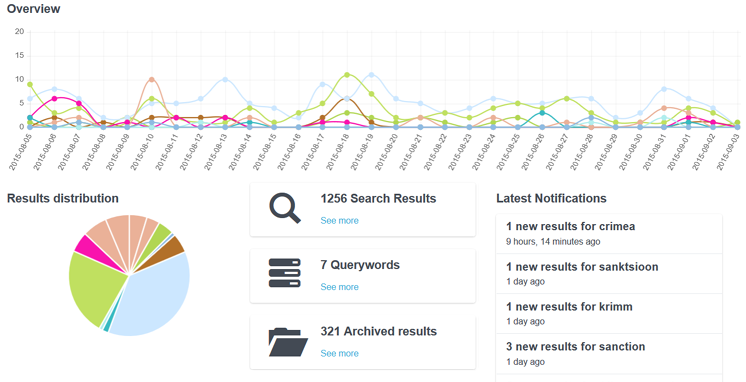 Overview
20
15
10
5
0
2015-08-05
2015-08-06
2015-08-07
2015-08-08
2015-08-09
2015-08-10
2015-08-11
2015-08-12
2015-08-13
2015-08-14
2015-08-15
2015-08-16
2015-08-17
2015-08-18
2015-08-19
2015-08-20
2015-08-21
2015-08-22
2015-08-23
2015-08-24
2015-08-25
2015-08-26
2015-08-27
2015-08-28
2015-08-29
2015-08-30
2015-08-31
2015-09-01
2015-09-02
2015-09-03
Results distribution
1256 Search Results
See more
7 Querywords
See more
321 Archived results
See more
Latest Notifications
1 new results for crimea
9 hours, 14 minutes ago
1 new results for sanktsioon
1 day ago
1 new results for krimm
1 day ago
3 new results for sanction
1 day ago